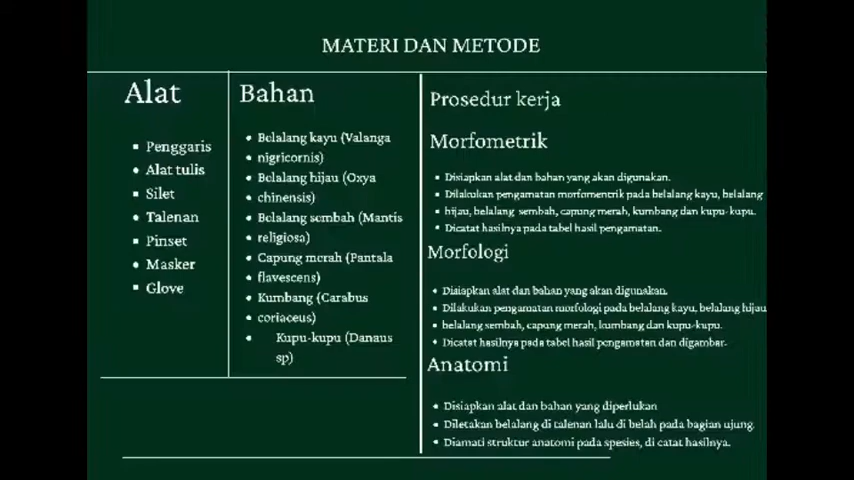 MATERI DAN METODE
Alat
• Penggaris
• Alat tulis
• Silet
• Talenan
• Pinset
• Masker
• Glove
Bahan
• Belalang kayu (Valanga
• nigricornis)
• Belalang hijau (Oxya
• chinensis)
• Belalang sembah (Mantis
• religiosa)
• Capung merah (Pantala
• flavescens)
• Kumbang (Carabus
• coriaceus)
• Kupu-kupu (Danaus
sp)
Prosedur kerja
Morfometrik
• Disiapkan alat dan bahan yang akan digunakan.
• Dilakukan pengamatan morfomentrik pada belalang kayu, belalang
• hijau, belalang sembah, capung merah, kumbang dan kupu-kupu.
• Dicatat hasilnya pada tabel hasil pengamatan.
Morfologi
• Disiapkan alat dan bahan yang akan digunakan.
• Dilakukan pengamatan morfologi pada belalang kayu, belalang hijau
• belalang sembah, capung merah, kumbang dan kupu-kupu.
• Dicatat hasilnya pada tabel hasil pengamatan dan digambar.
Anatomi
• Disiapkan alat dan bahan yang diperlukan
• Diletakan belalang di talenan lalu di belah pada bagian ujung.
• Diamati struktur anatomi pada spesies, di catat hasilnya.